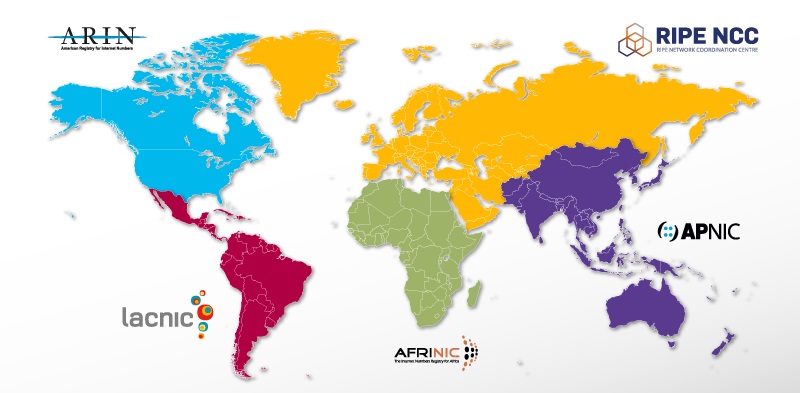 ARIN
American Registry for Internet Numbers
RIPE NCC
RIPE NETWORK COORDINATION CENTRE
APNIC
lacnic
AFRINIC
The Internet Numbers Registry for Africa